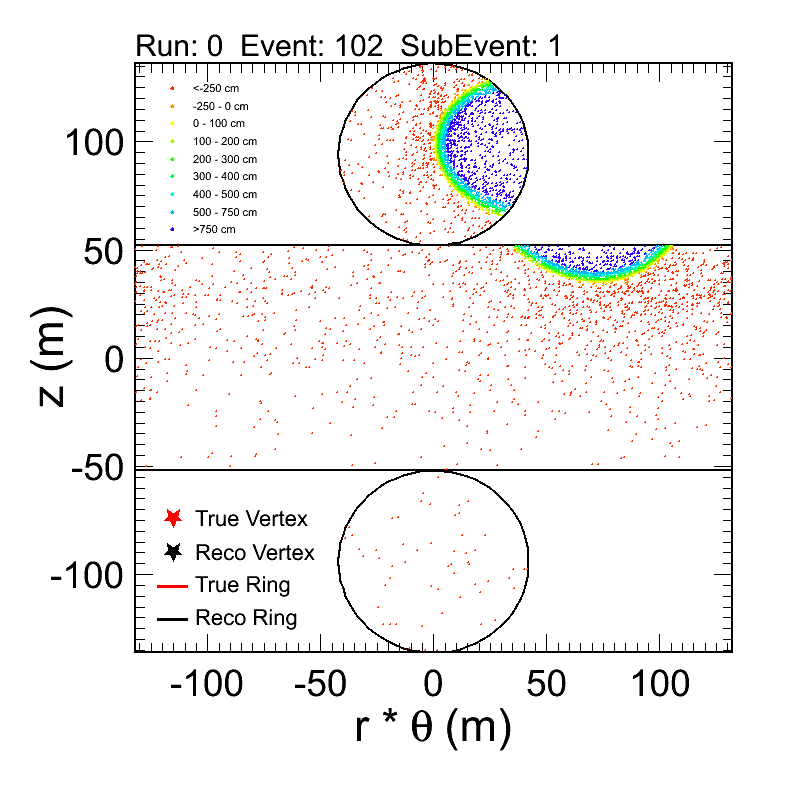 Run: 0 Event: 102 SubEvent: 1
<-250 cm
-250 - 0 cm
0 - 100 cm
100 - 200 cm
200 - 300 cm
300 - 400 cm
400 - 500 cm
500 - 750 cm
>750 cm
100
50
0
-50
-100
z (m)
True Vertex
Reco Vertex
True Ring
Reco Ring
-100 -50 0 50 100
r * θ (m)